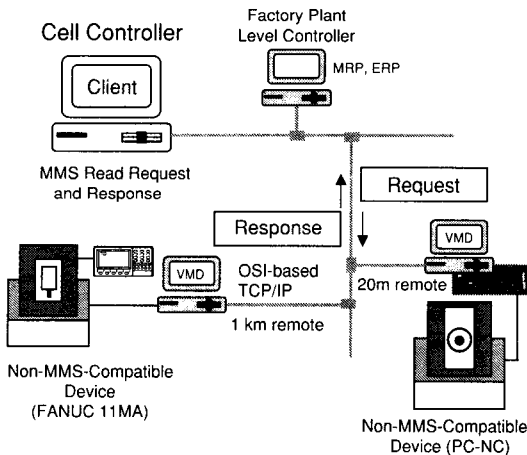 Factory Plant
Level Controller
Cell Controller
MRP, ERP
Client
MMS Read Request
and Response
Request
Response
VMD
VMD
OSI-based
TCP/IP
20m remote
1 km remote
Non-MMS-Compatible
Device
(FANUC 11MA)
Non-MMS-Compatible
Device (PC-NC)